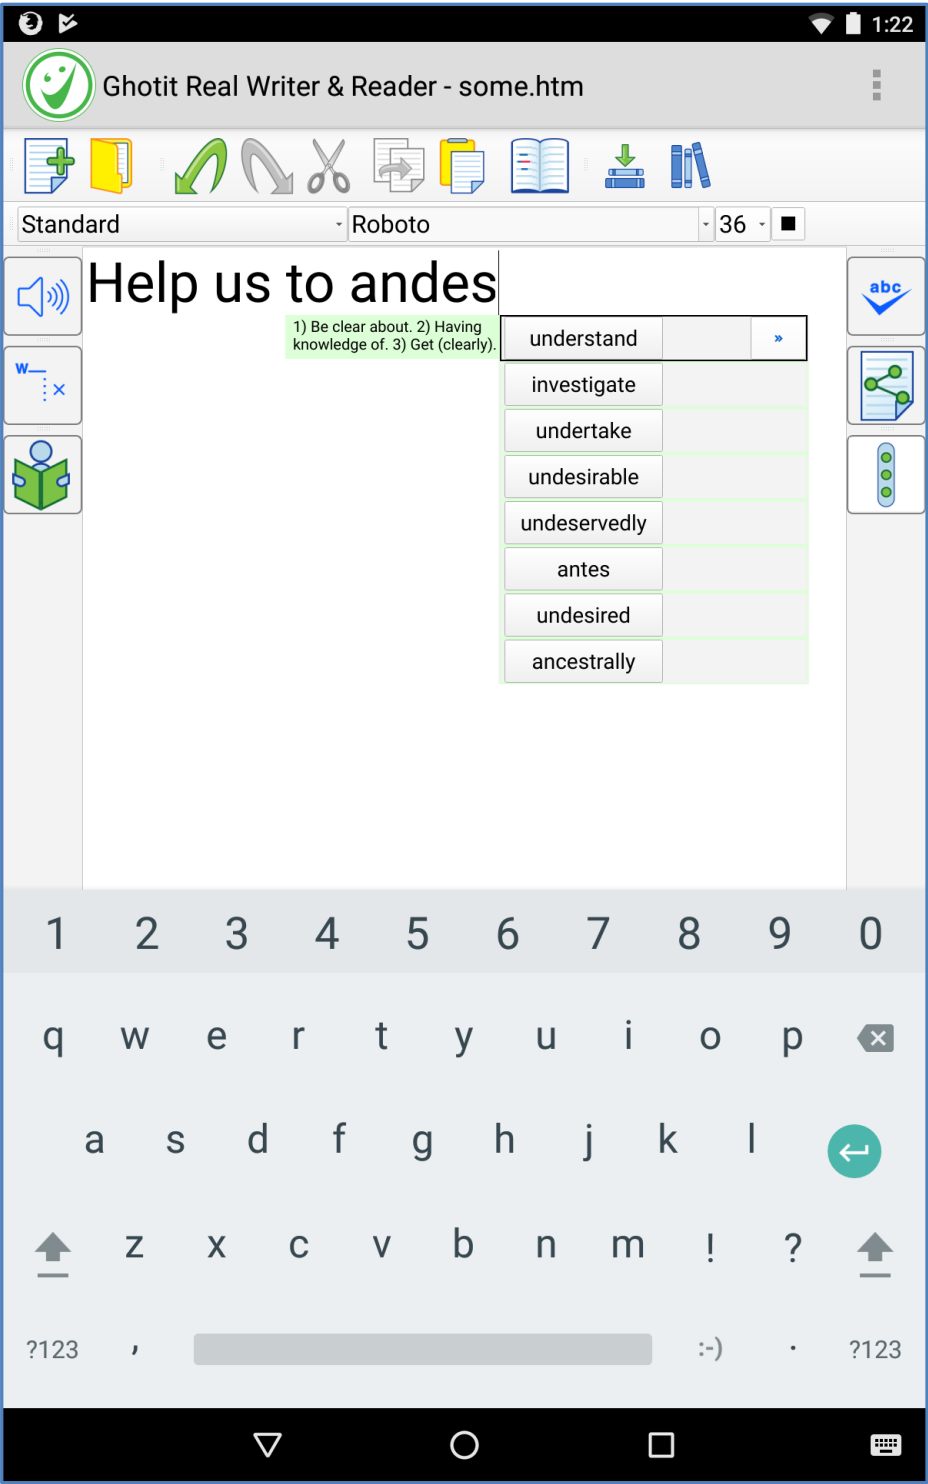 1:22
Ghotit Real Writer & Reader - some.htm
Standard Roboto 36
Help us to andes
abc
W
1) Be clear about. 2) Having
knowledge of. 3) Get (clearly).
understand »
investigate
undertake
undesirable
undeservedly
antes
undesired
ancestrally
1 2 3 4 5 6 7 8 9 0
q w e r t y u i o p
a s d f g h j k l
z x c v b n m ! ?
?123 , :-) . ?123